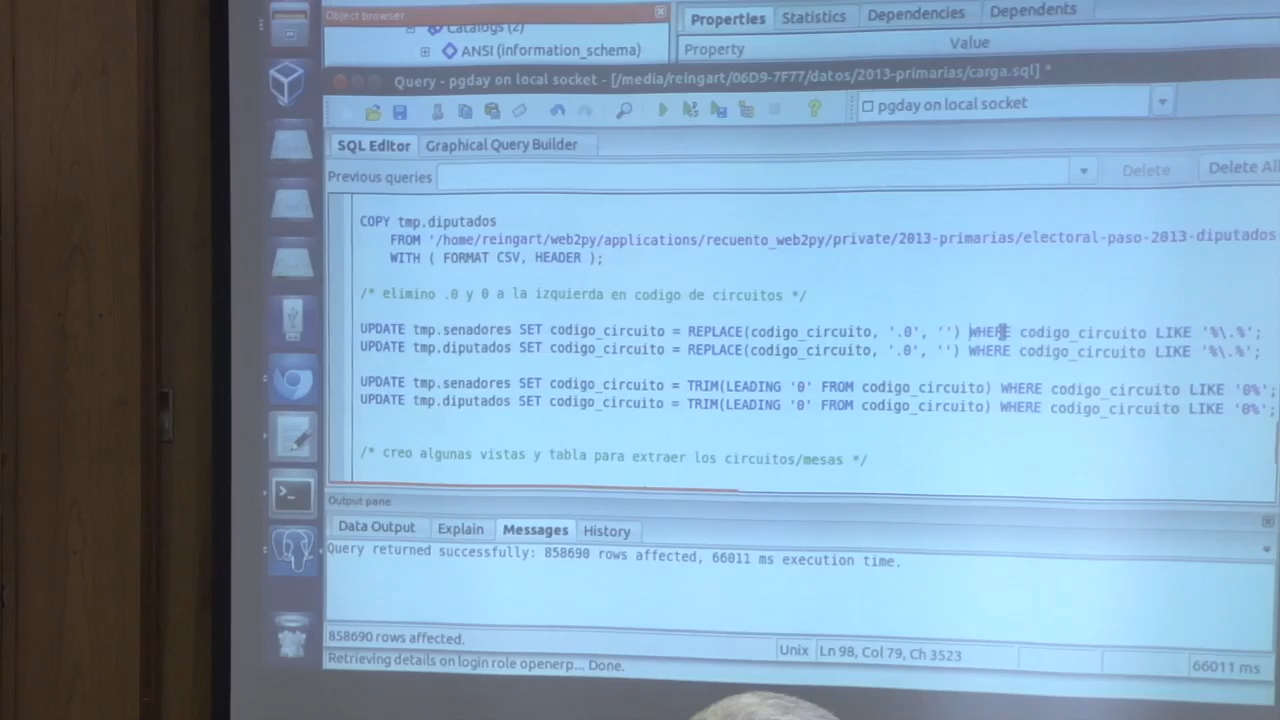 Object browser
Catalogs (2)
ANSI (information_schema)
Properties Statistics Dependencies Dependents
Property Value
Query - pgday on local socket - [/media/reingart/06D9-7F77/datos/2013-primarias/carga.sql] *
pgday on local socket
SQL Editor Graphical Query Builder
Previous queries Delete Delete All
COPY tmp.diputados
FROM '/home/reingart/web2py/applications/recuento_web2py/private/2013-primarias/electoral-paso-2013-diputados
WITH ( FORMAT CSV, HEADER );
/* elimino .0 y 0 a la izquierda en codigo de circuitos */
UPDATE tmp.senadores SET codigo_circuito = REPLACE(codigo_circuito, '.0', '') WHERE codigo_circuito LIKE '%\.%';
UPDATE tmp.diputados SET codigo_circuito = REPLACE(codigo_circuito, '.0', '') WHERE codigo_circuito LIKE '%\.%';
UPDATE tmp.senadores SET codigo_circuito = TRIM(LEADING '0' FROM codigo_circuito) WHERE codigo_circuito LIKE '0%';
UPDATE tmp.diputados SET codigo_circuito = TRIM(LEADING '0' FROM codigo_circuito) WHERE codigo_circuito LIKE '0%';
/* creo algunas vistas y tabla para extraer los circuitos/mesas */
Output pane
Data Output Explain Messages History
Query returned successfully: 858690 rows affected, 66011 ms execution time.
858690 rows affected. Unix Ln 98, Col 79, Ch 3523 66011 ms
Retrieving details on login role openerp... Done.